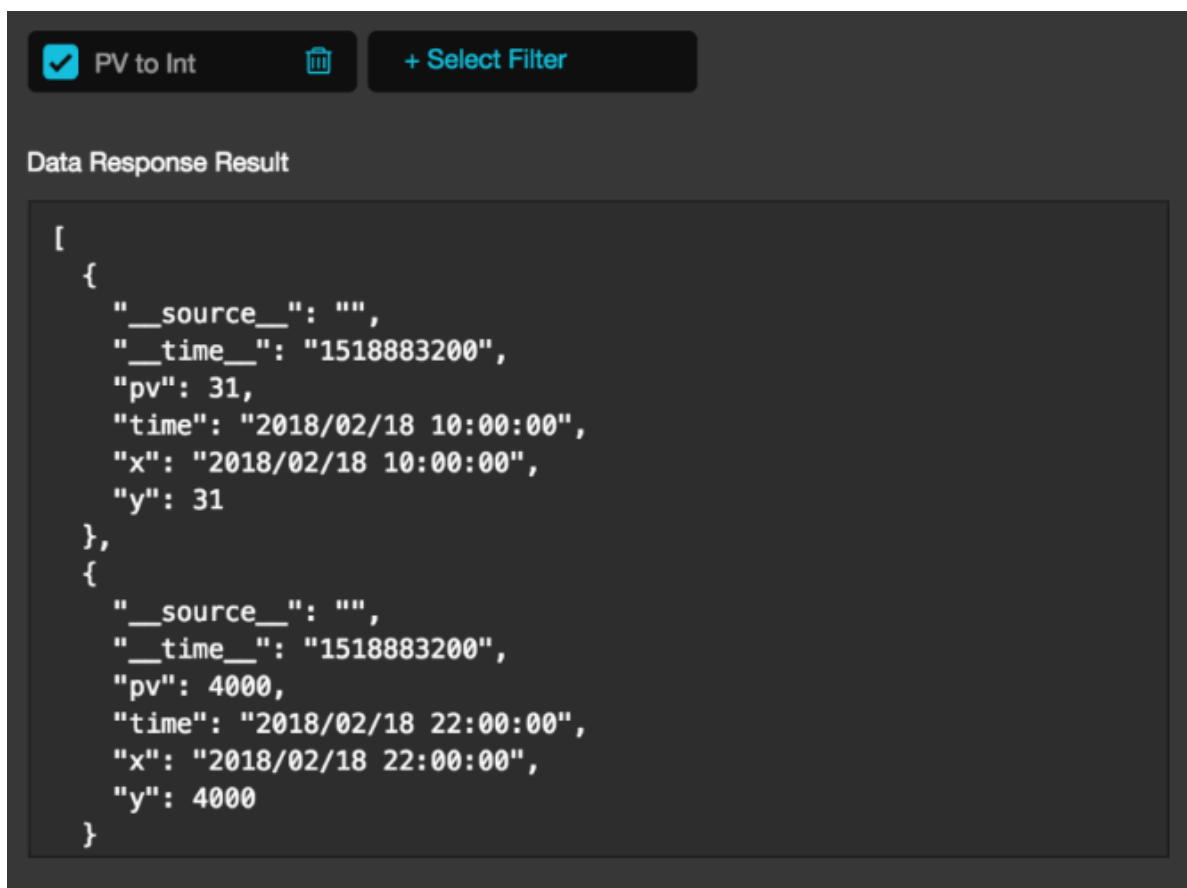 PV to Int
+ Select Filter
Data Response Result
[
  {
    "__source__": "",
    "__time__": "1518883200",
    "pv": 31,
    "time": "2018/02/18 10:00:00",
    "x": "2018/02/18 10:00:00",
    "y": 31
  },
  {
    "__source__": "",
    "__time__": "1518883200",
    "pv": 4000,
    "time": "2018/02/18 22:00:00",
    "x": "2018/02/18 22:00:00",
    "y": 4000
  }